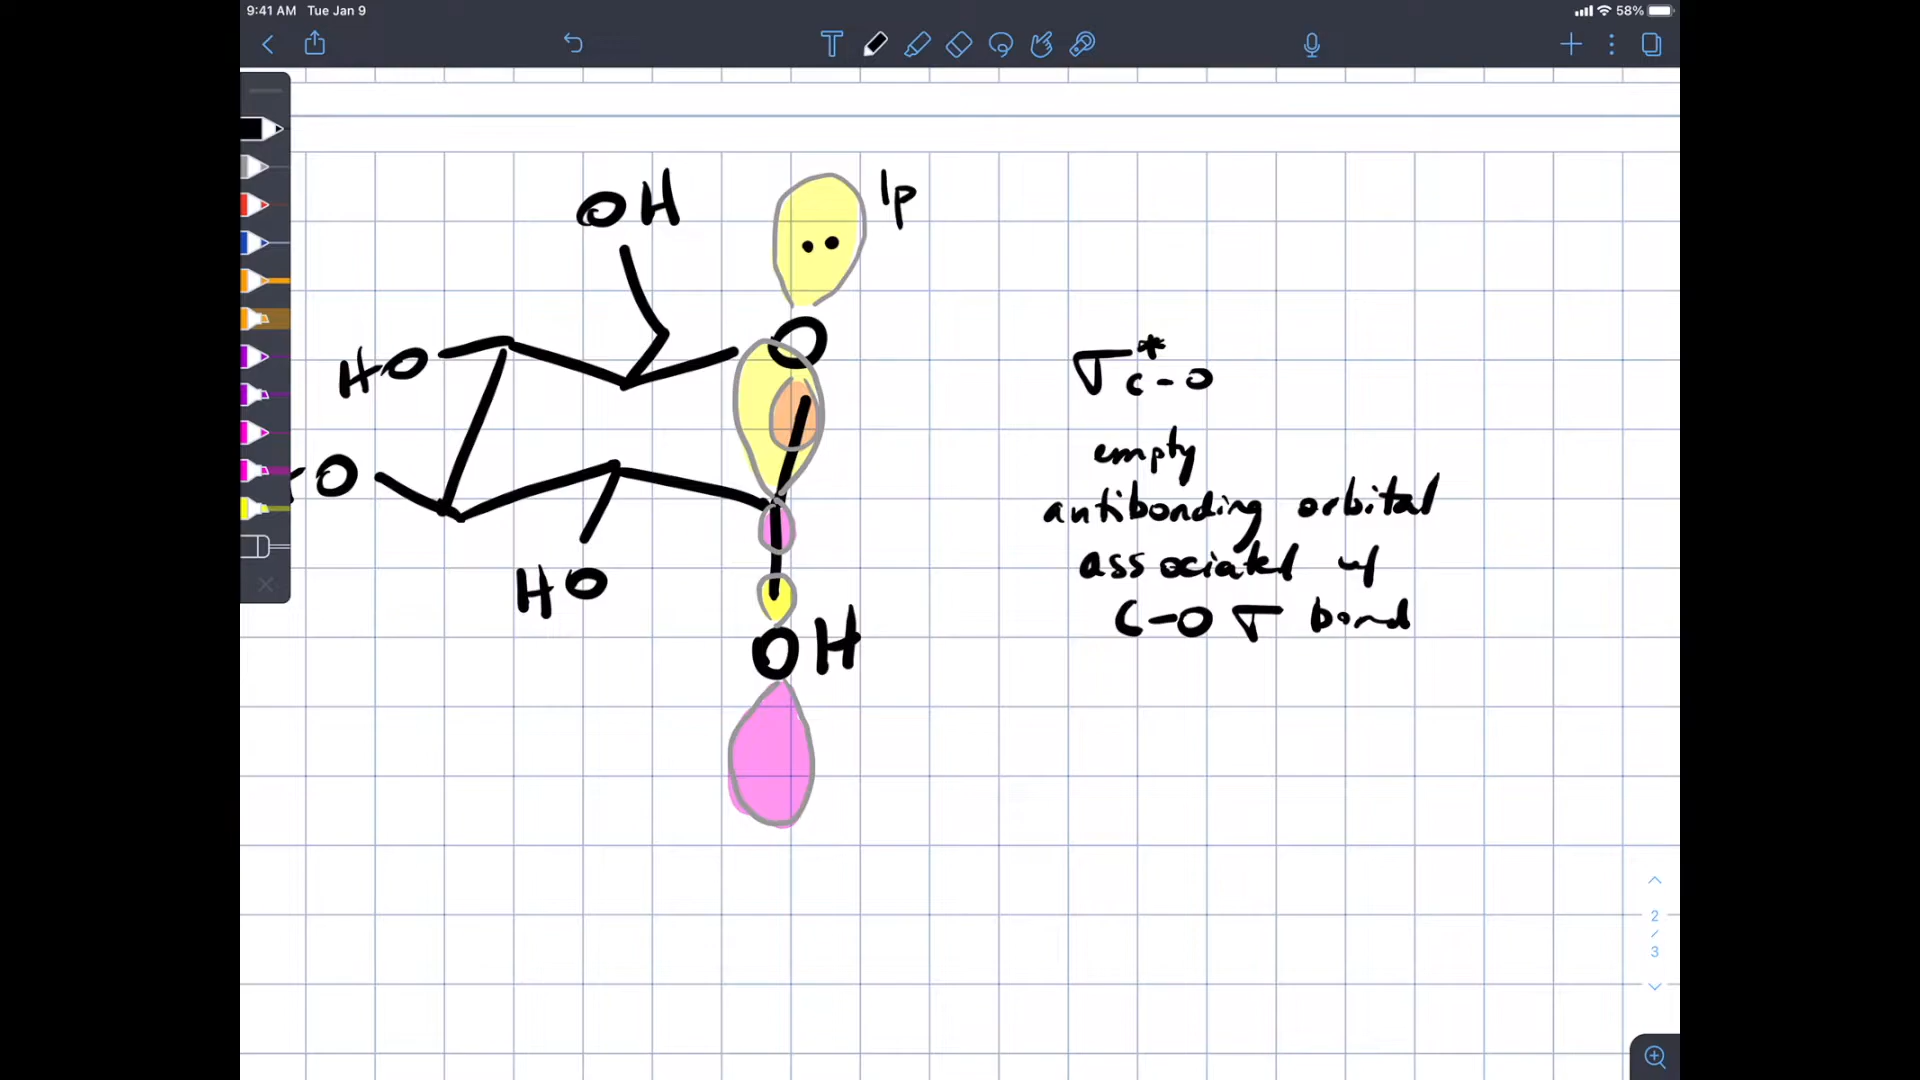 9:41 AM Tue Jan 9
58%
OH
lp
O
HO
σ*C-O
empty
O
antibonding orbital
associated w/
HO
C-O σ bond
OH
2
/
3